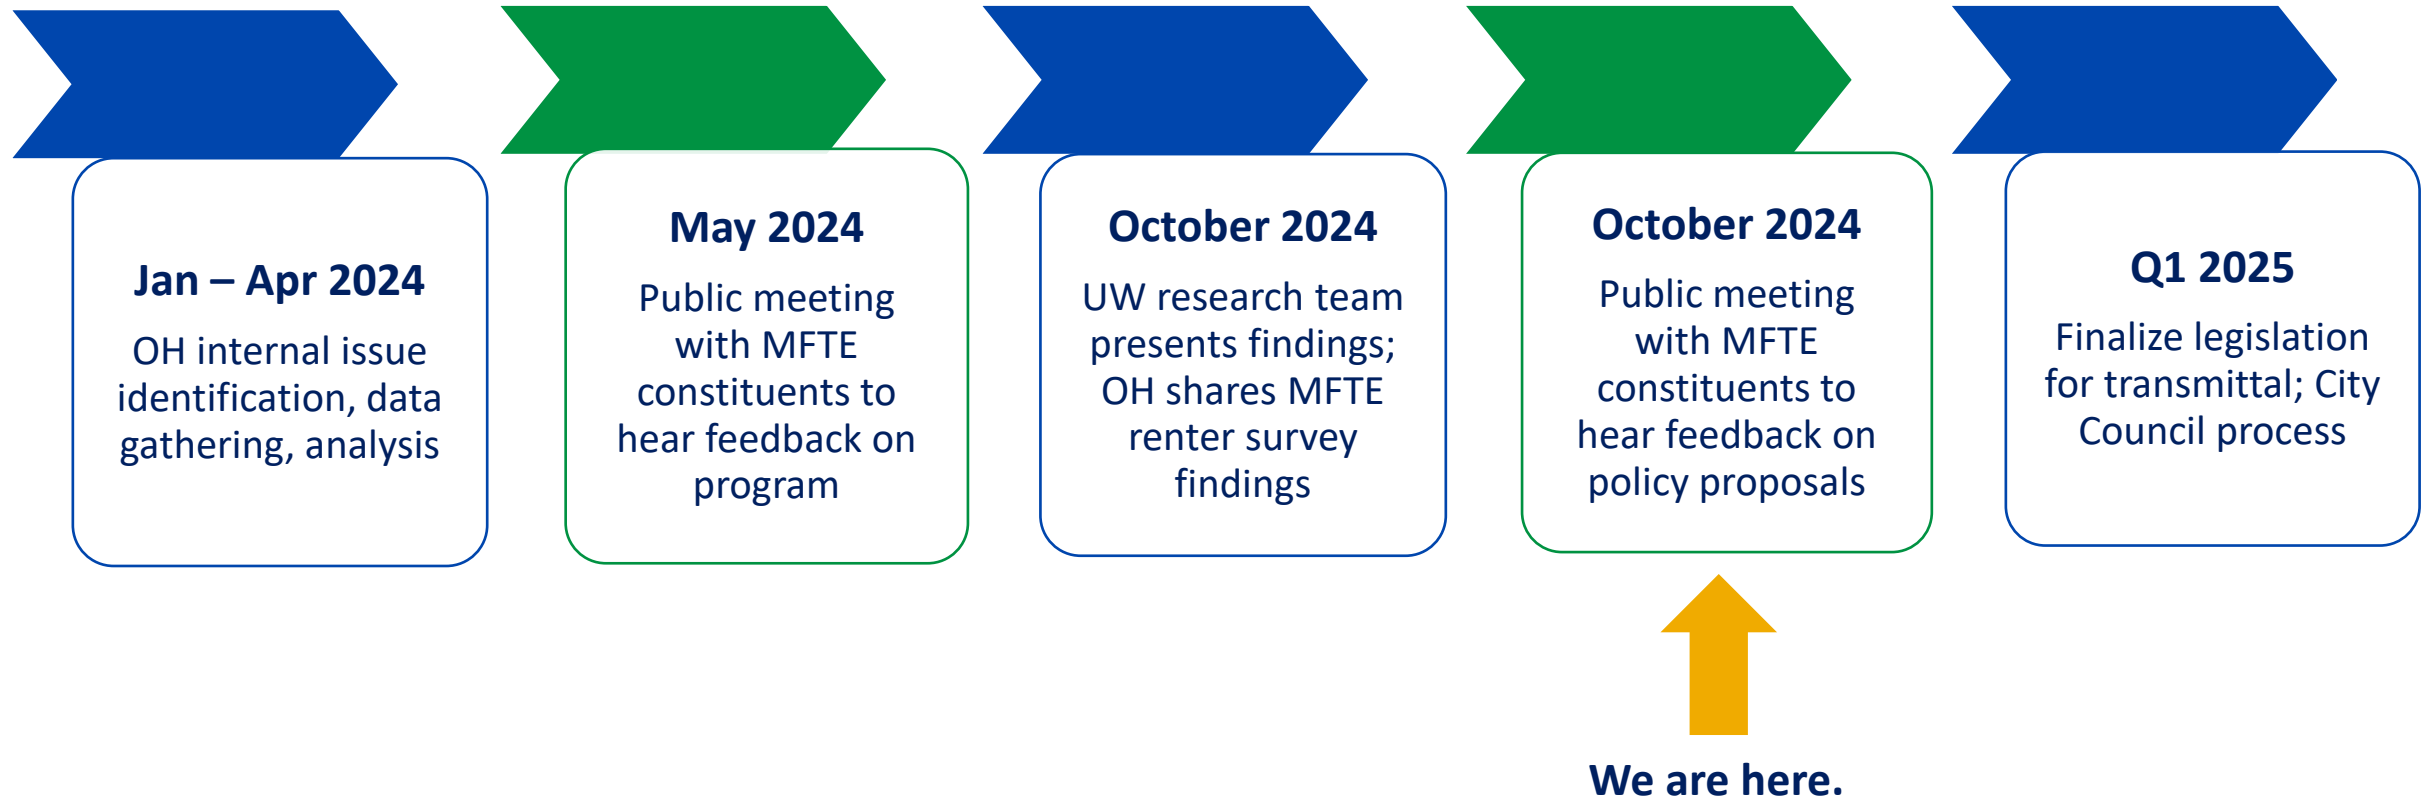 Jan – Apr 2024
OH internal issue
identification, data
gathering, analysis
May 2024
Public meeting
with MFTE
constituents to
hear feedback on
program
October 2024
UW research team
presents findings;
OH shares MFTE
renter survey
findings
October 2024
Public meeting
with MFTE
constituents to
hear feedback on
policy proposals
Q1 2025
Finalize legislation
for transmittal; City
Council process
We are here.